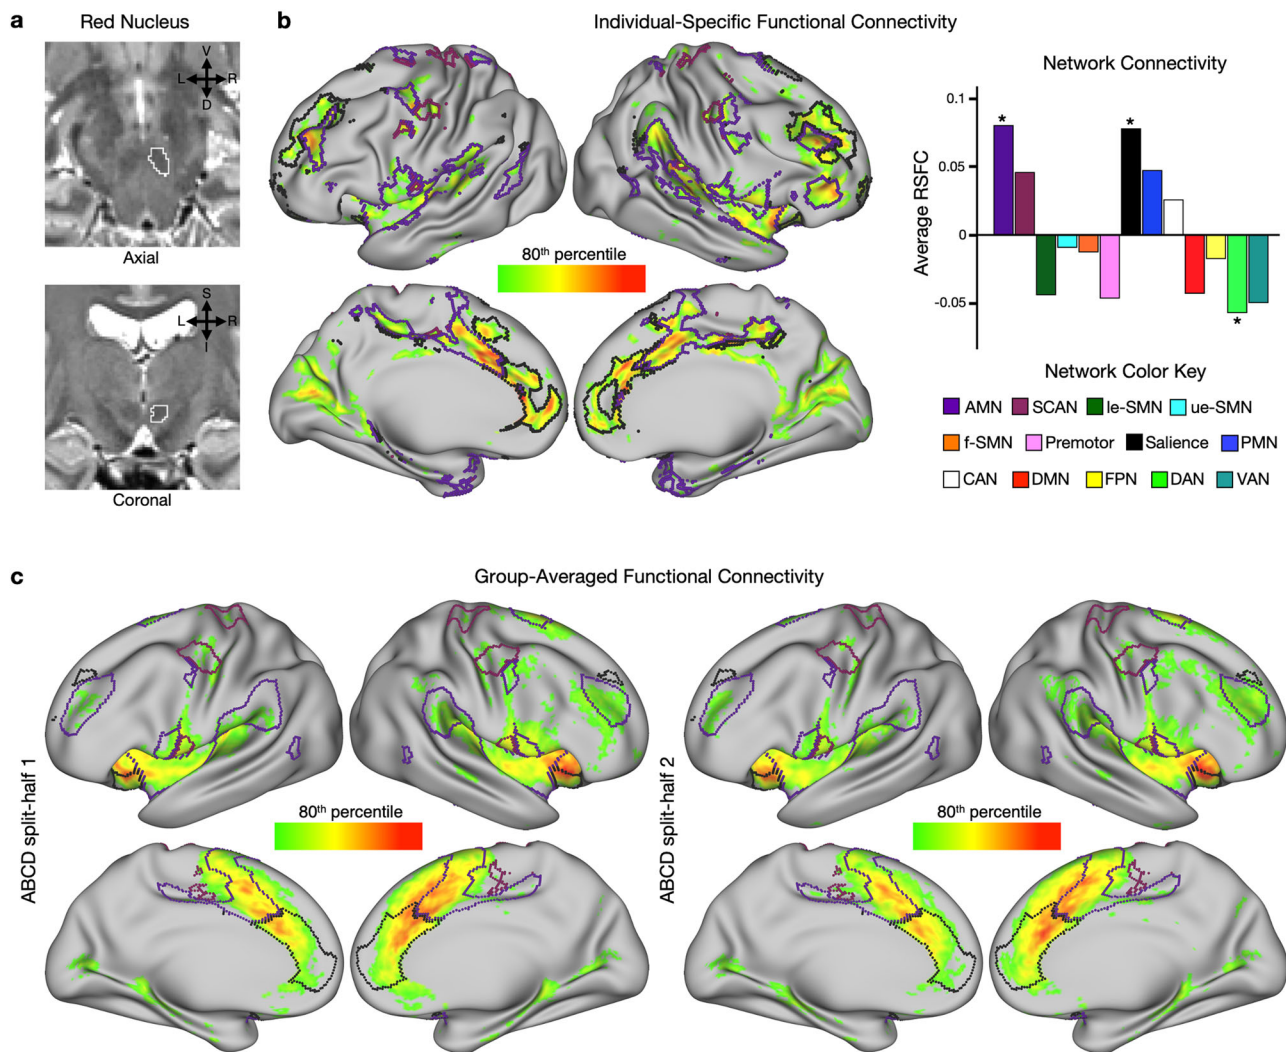 a
Red Nucleus
V
L R
D
Axial
S
L R
I
Coronal
b
Individual-Specific Functional Connectivity
80th percentile
Network Connectivity
Average RSFC
0.1
0.05
0
-0.05
*
*
*
Network Color Key
AMN SCAN le-SMN ue-SMN
f-SMN Premotor Salience PMN
CAN DMN FPN DAN VAN
c
Group-Averaged Functional Connectivity
ABCD split-half 1
80th percentile
ABCD split-half 2
80th percentile